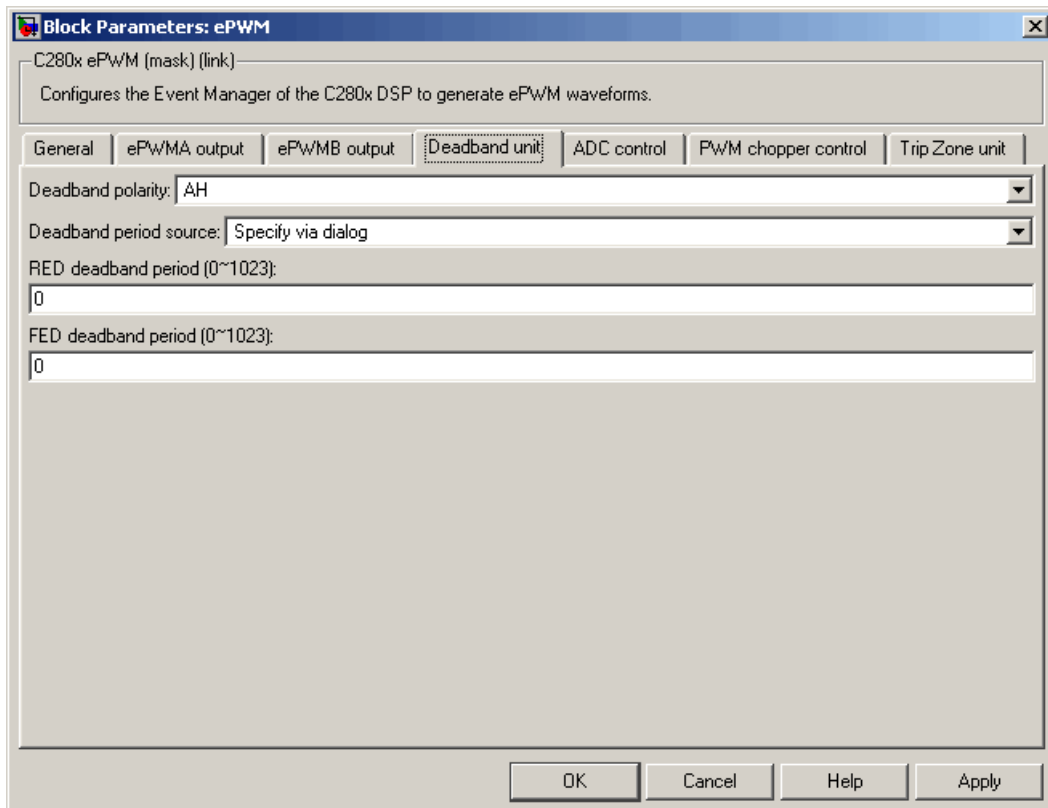 Block Parameters: ePWM
C280x ePWM (mask) (link)
Configures the Event Manager of the C280x DSP to generate ePWM waveforms.
General ePWMA output ePWMB output Deadband unit ADC control PWM chopper control Trip Zone unit
Deadband polarity: AH
Deadband period source: Specify via dialog
RED deadband period (0~1023):
0
FED deadband period (0~1023):
0
OK Cancel Help Apply